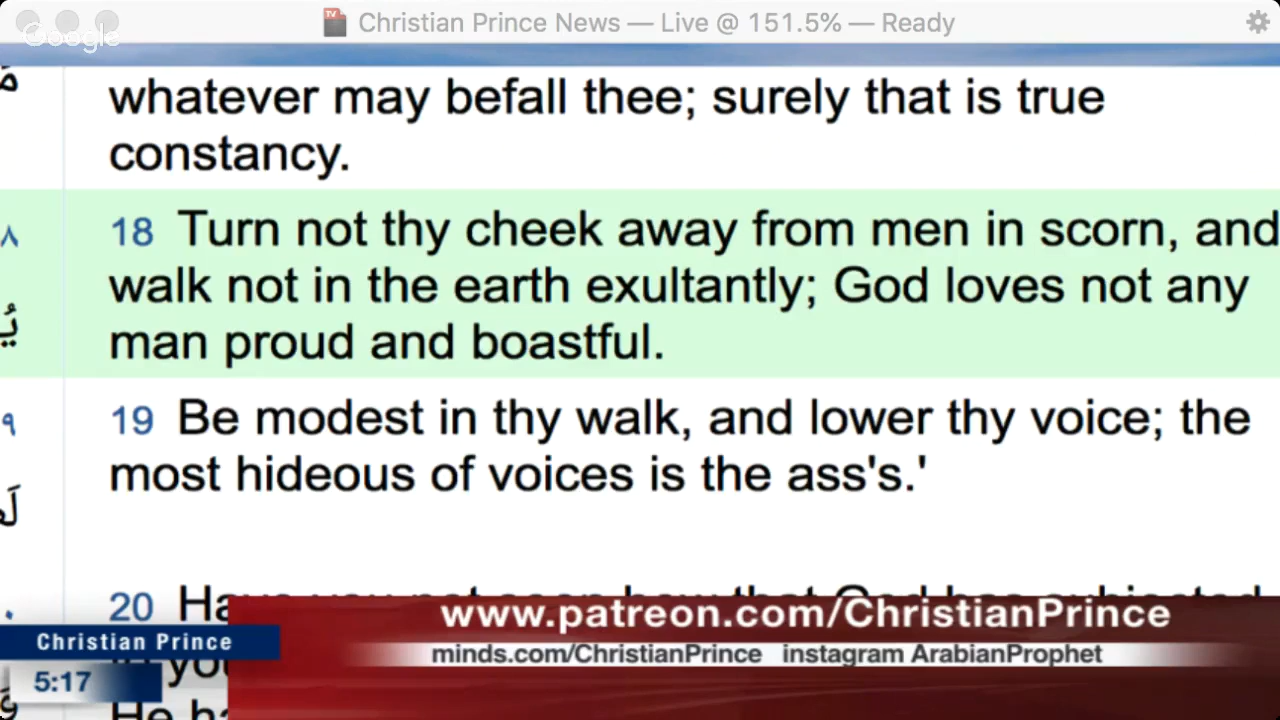 Google
Christian Prince News — Live @ 151.5% — Ready
whatever may befall thee; surely that is true
constancy.
18 Turn not thy cheek away from men in scorn, and
walk not in the earth exultantly; God loves not any
man proud and boastful.
19 Be modest in thy walk, and lower thy voice; the
most hideous of voices is the ass's.'
20
www.patreon.com/ChristianPrince
Christian Prince
minds.com/ChristianPrince instagram ArabianProphet
5:17